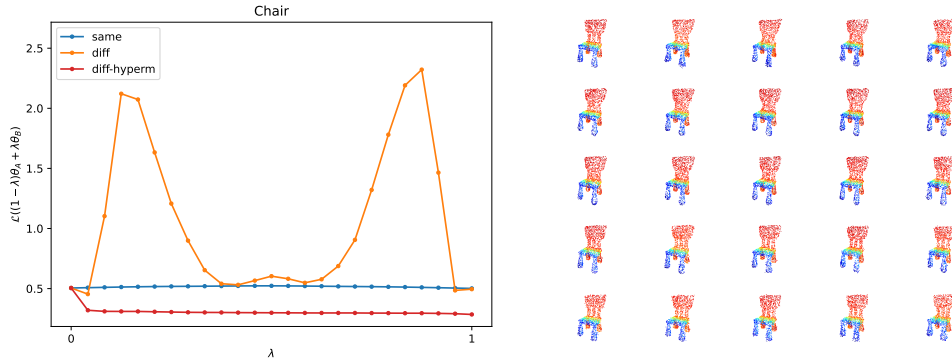 Chair
same
diff
diff-hyperm
2.5
2.0
1.5
1.0
0.5
ℒ((1 − λ)θ_A + λθ_B)
0
1
λ